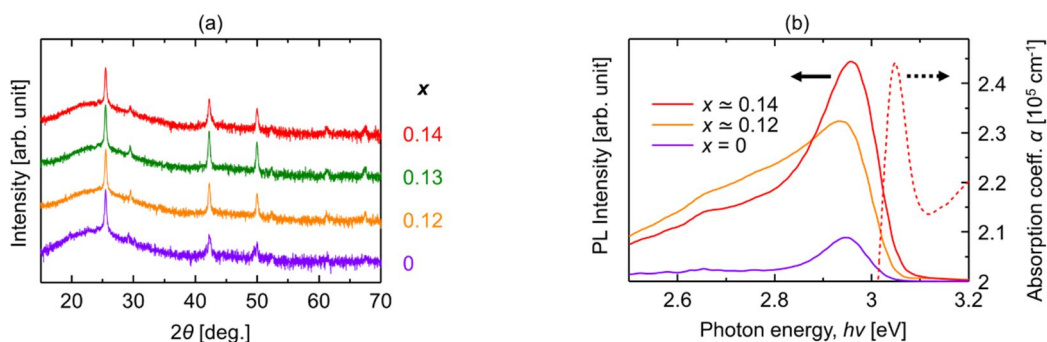 (a)
Intensity [arb. unit]
x
0.14
0.13
0.12
0
20 30 40 50 60 70
2θ [deg.]
(b)
PL Intensity [arb. unit]
x ≃ 0.14
x ≃ 0.12
x = 0
2.4
2.3
2.2
2.1
2
Absorption coeff. α [10⁵ cm⁻¹]
2.6 2.8 3 3.2
Photon energy, hν [eV]